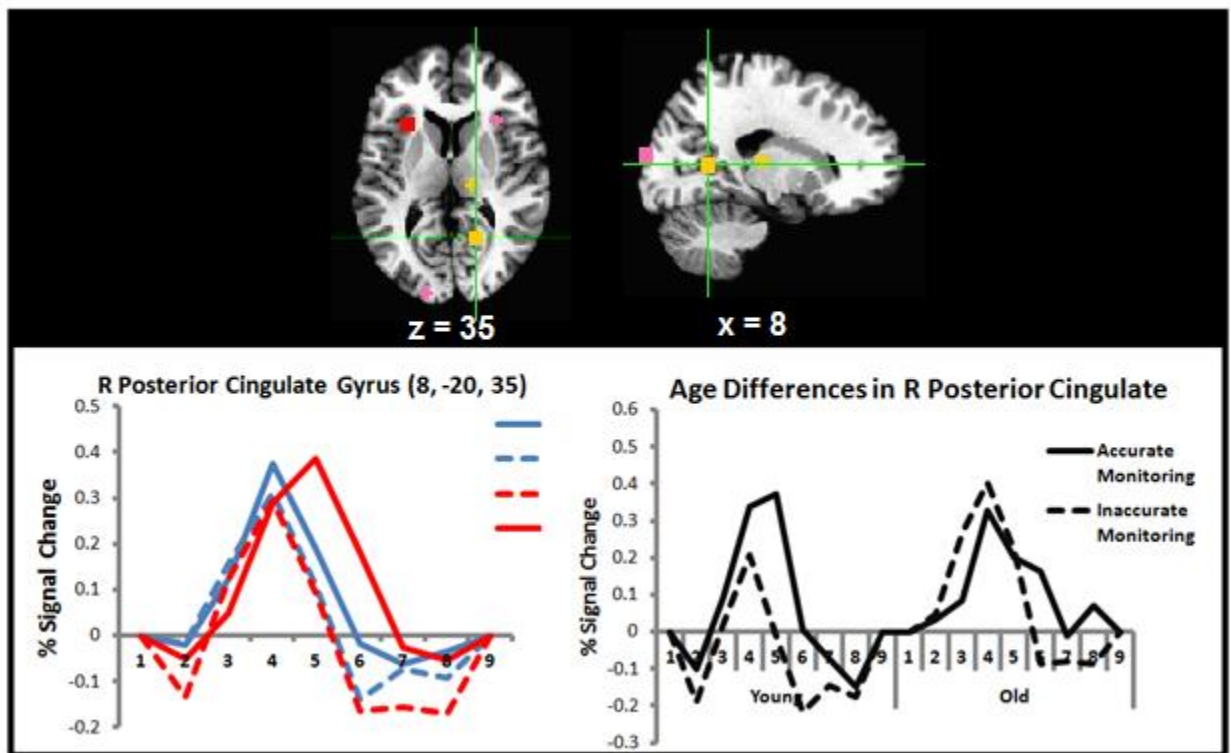 z = 35
x = 8
R Posterior Cingulate Gyrus (8, -20, 35)
% Signal Change
0.5
0.4
0.3
0.2
0.1
0
-0.1
-0.2
1 2 3 4 5 6 7 8 9
Age Differences in R Posterior Cingulate
% Signal Change
0.6
0.5
0.4
0.3
0.2
0.1
0
-0.1
-0.2
-0.3
Accurate
Monitoring
Inaccurate
Monitoring
1 2 3 4 5 6 7 8 9 1 2 3 4 5 6 7 8 9
Young Old